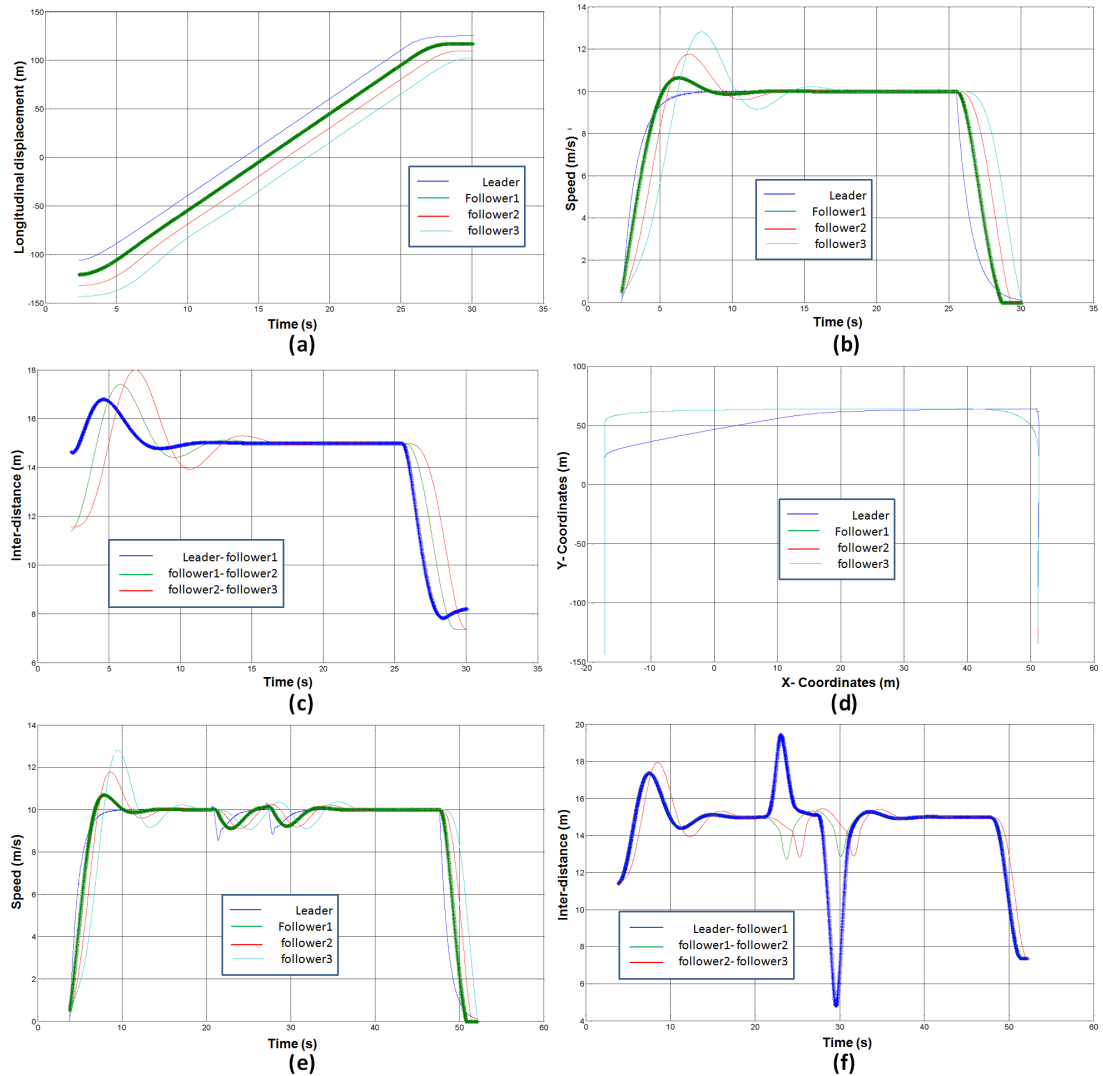 150
100
50
0
-50
-100
-150
0
5
10
15
20
25
30
35
Longitudinal displacement (m)
Time (s)
Leader
Follower1
follower2
follower3
(a)
14
12
10
8
6
4
2
0
0
5
10
15
20
25
30
35
Speed (m/s)
Time (s)
Leader
Follower1
follower2
follower3
(b)
18
16
14
12
10
8
6
0
5
10
15
20
25
30
35
Inter-distance (m)
Time (s)
Leader- follower1
follower1- follower2
follower2- follower3
(c)
100
50
0
-50
-100
-150
-20
-10
0
10
20
30
40
50
60
Y- Coordinates (m)
X- Coordinates (m)
Leader
Follower1
follower2
follower3
(d)
14
12
10
8
6
4
2
0
0
10
20
30
40
50
60
Speed (m/s)
Time (s)
Leader
Follower1
follower2
follower3
(e)
20
18
16
14
12
10
8
6
4
0
10
20
30
40
50
60
Inter-distance (m)
Time (s)
Leader- follower1
follower1- follower2
follower2- follower3
(f)